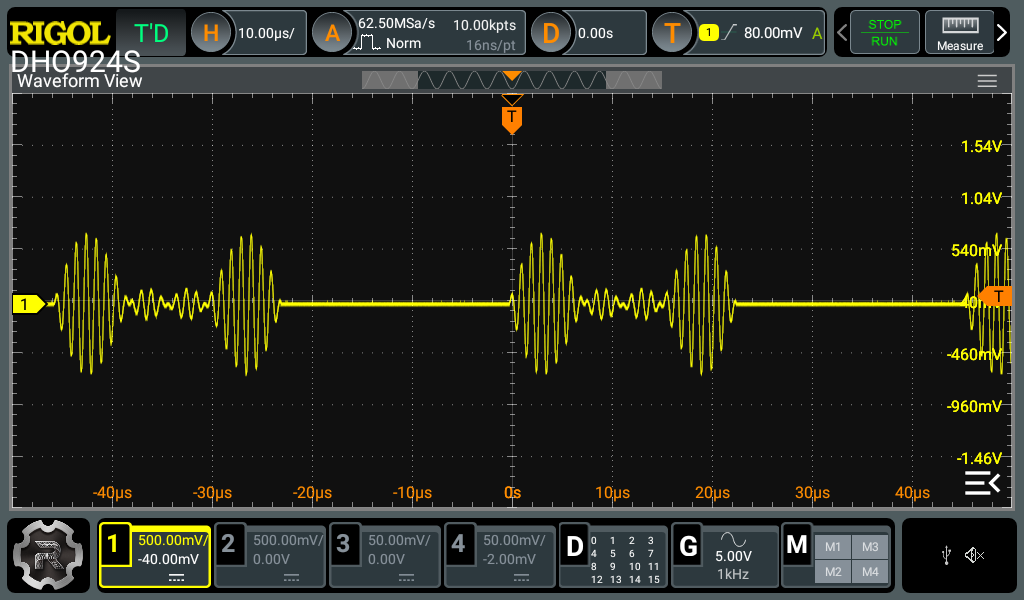 RIGOL T'D H 10.00μs/ A 62.50MSa/s 10.00kpts D 0.00s T 1 80.00mV A STOP
Norm 16ns/pt RUN Measure
DHO924S
Waveform View
T
1.54V
1.04V
540mV
1
40 T
-460mV
-960mV
-1.46V
-40μs -30μs -20μs -10μs 0s 10μs 20μs 30μs 40μs
1 500.00mV/ 2 500.00mV/ 3 50.00mV/ 4 50.00mV/ D 0 1 2 3 G 5.00V M M1 M3
-40.00mV 0.00V 0.00V -2.00mV 4 5 6 7 1kHz M2 M4
8 9 10 11
12 13 14 15
R